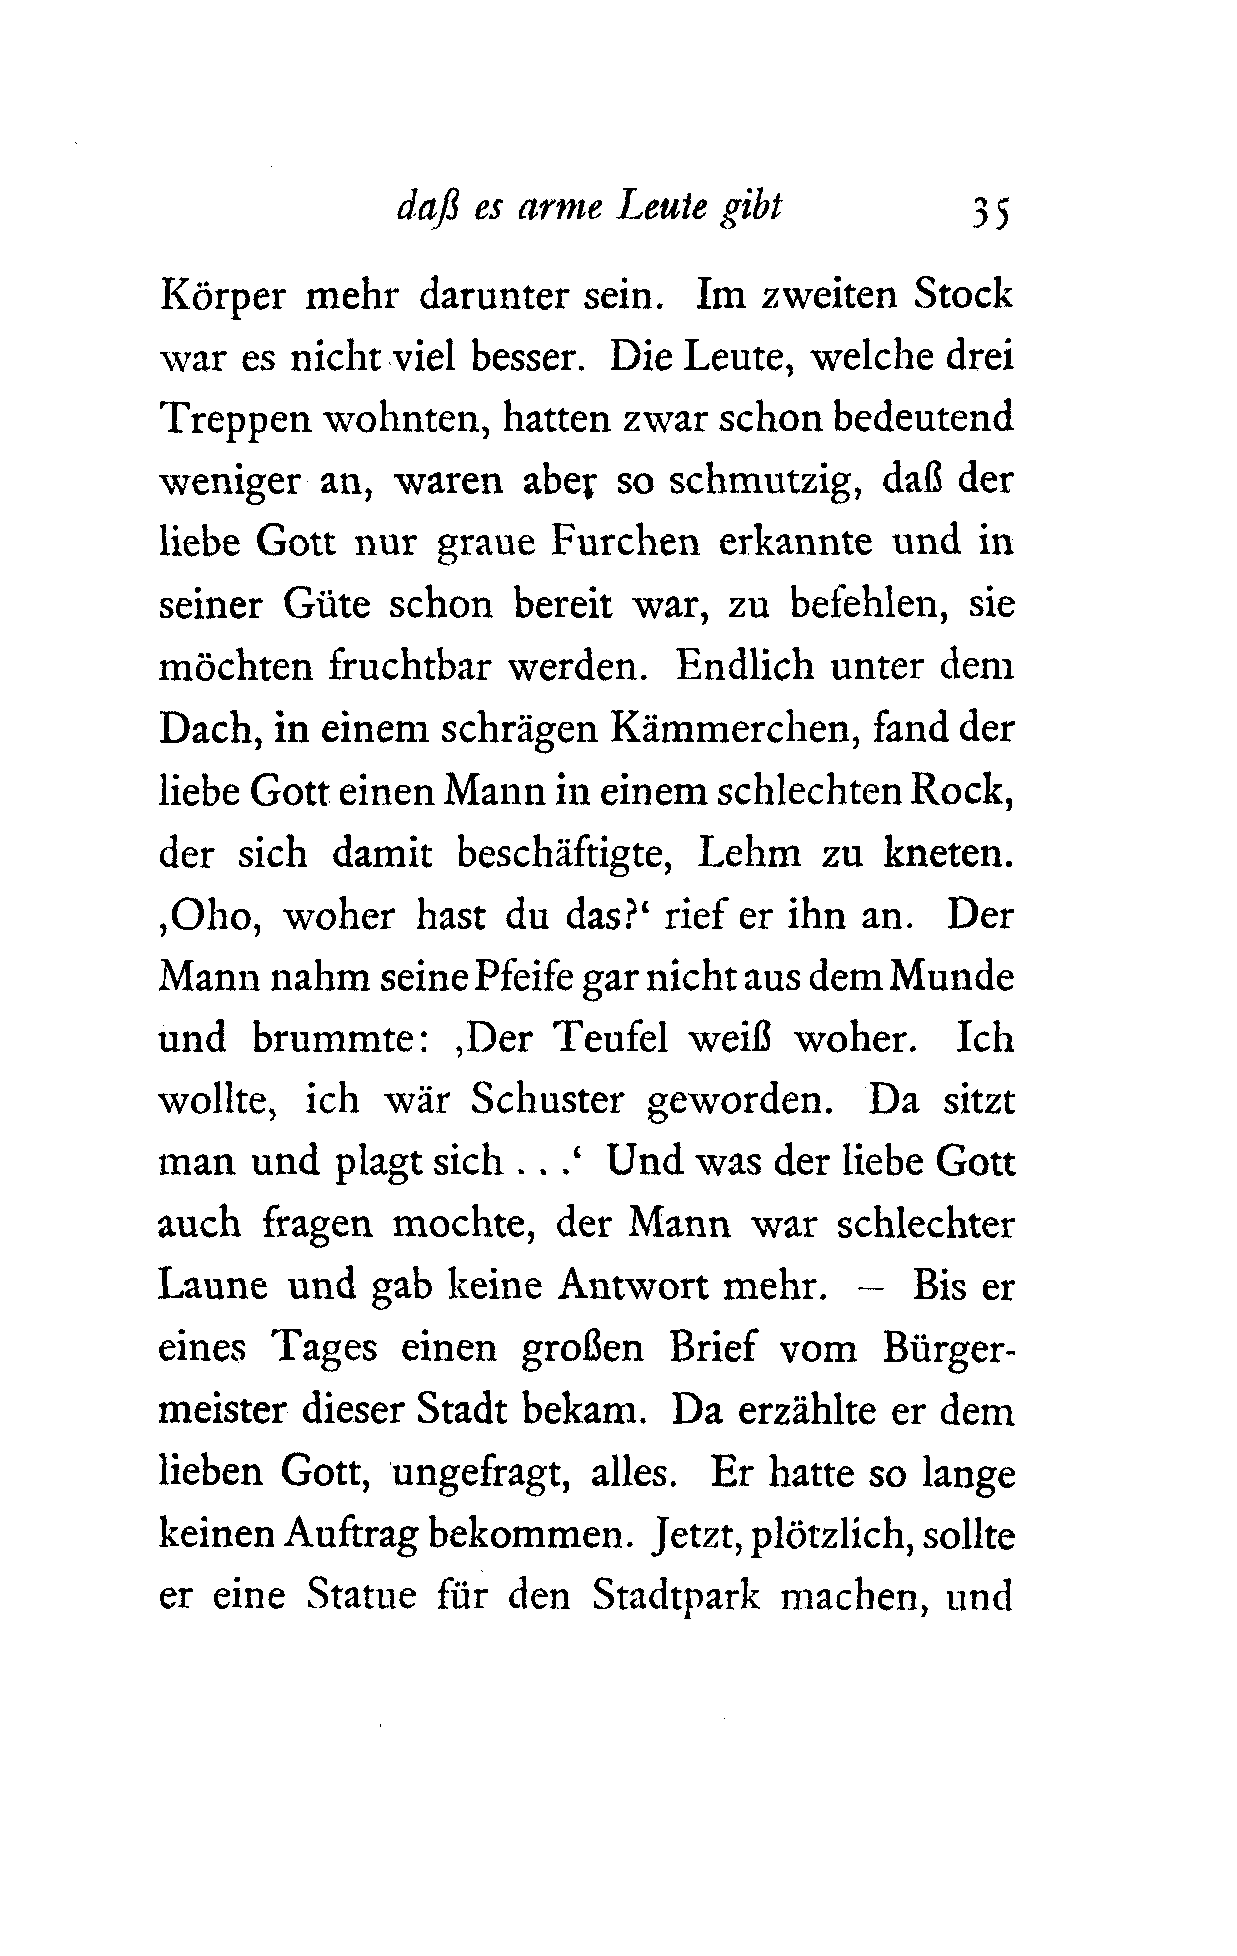 daß es arme Leute gibt 35
Körper mehr darunter sein. Im zweiten Stock
war es nicht viel besser. Die Leute, welche drei
Treppen wohnten, hatten zwar schon bedeutend
weniger an, waren aber so schmutzig, daß der
liebe Gott nur graue Furchen erkannte und in
seiner Güte schon bereit war, zu befehlen, sie
möchten fruchtbar werden. Endlich unter dem
Dach, in einem schrägen Kämmerchen, fand der
liebe Gott einen Mann in einem schlechten Rock,
der sich damit beschäftigte, Lehm zu kneten.
‚Oho, woher hast du das?‘ rief er ihn an. Der
Mann nahm seine Pfeife gar nicht aus dem Munde
und brummte: ‚Der Teufel weiß woher. Ich
wollte, ich wär Schuster geworden. Da sitzt
man und plagt sich . . .‘ Und was der liebe Gott
auch fragen mochte, der Mann war schlechter
Laune und gab keine Antwort mehr. — Bis er
eines Tages einen großen Brief vom Bürger-
meister dieser Stadt bekam. Da erzählte er dem
lieben Gott, ungefragt, alles. Er hatte so lange
keinen Auftrag bekommen. Jetzt, plötzlich, sollte
er eine Statue für den Stadtpark machen, und